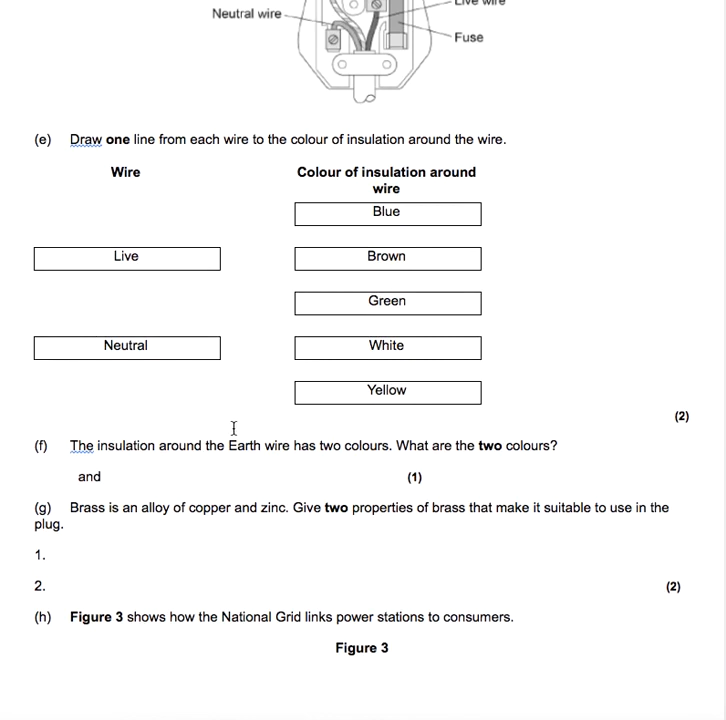 Neutral wire
Live wire
Fuse
(e) Draw one line from each wire to the colour of insulation around the wire.
Wire Colour of insulation around
wire
Blue
Live Brown
Green
Neutral White
Yellow
(2)
(f) The insulation around the Earth wire has two colours. What are the two colours?
and (1)
(g) Brass is an alloy of copper and zinc. Give two properties of brass that make it suitable to use in the
plug.
1.
2. (2)
(h) Figure 3 shows how the National Grid links power stations to consumers.
Figure 3